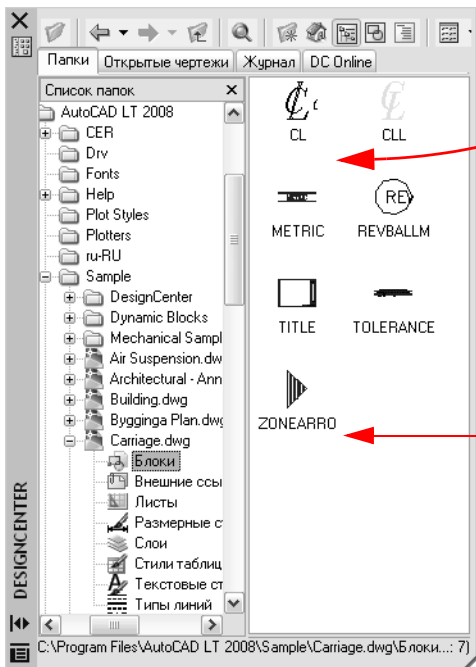 Папки
Открытые чертежи
Журнал
DC Online
Список папок
AutoCAD LT 2008
CER
Drv
Fonts
Help
Plot Styles
Plotters
ru-RU
Sample
DesignCenter
Dynamic Blocks
Mechanical Sampl
Air Suspension.dw
Architectural - Ann
Building.dwg
Bygginga Plan.dwg
Carriage.dwg
Блоки
Внешние ссы
Листы
Размерные с
Слои
Стили таблиц
Текстовые ст
Типы линий
CL
CLL
METRIC
REV
REVBALLM
TITLE
TOLERANCE
ZONEARRO
DESIGNCENTER
C:\Program Files\AutoCAD LT 2008\Sample\Carriage.dwg\Блоки...: 7)